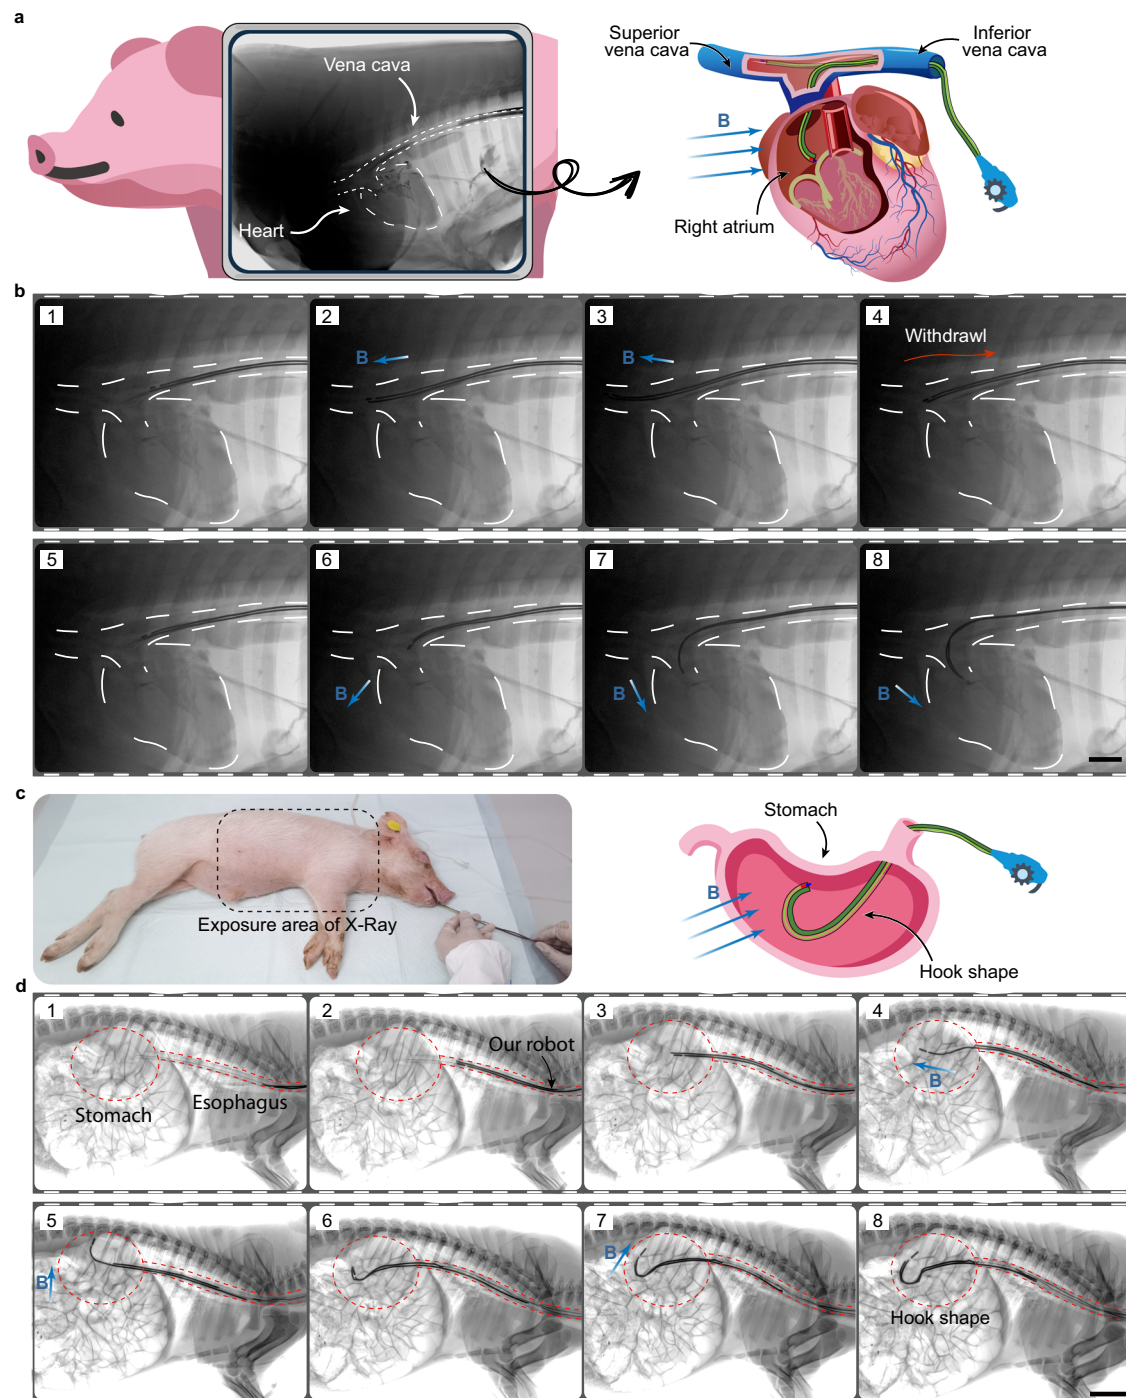 a
Vena cava
Heart
Superior
vena cava
Inferior
vena cava
B
Right atrium
b
1
2
B
3
B
4
Withdrawl
5
6
B
7
B
8
B
c
Exposure area of X-Ray
Stomach
B
Hook shape
d
1
Stomach
Esophagus
2
Our robot
3
4
B
5
B
6
7
B
8
Hook shape